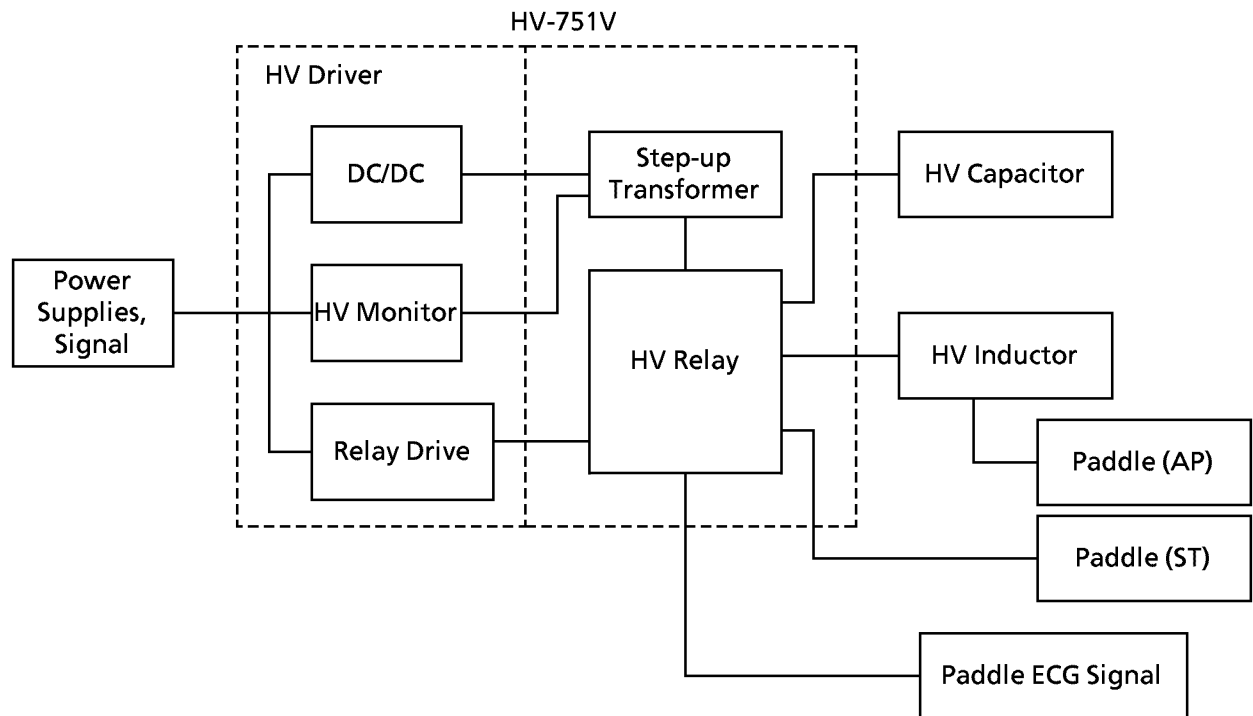 HV-751V
HV Driver
DC/DC
Step-up
Transformer
HV Capacitor
Power
Supplies,
Signal
HV Monitor
HV Relay
HV Inductor
Relay Drive
Paddle (AP)
Paddle (ST)
Paddle ECG Signal